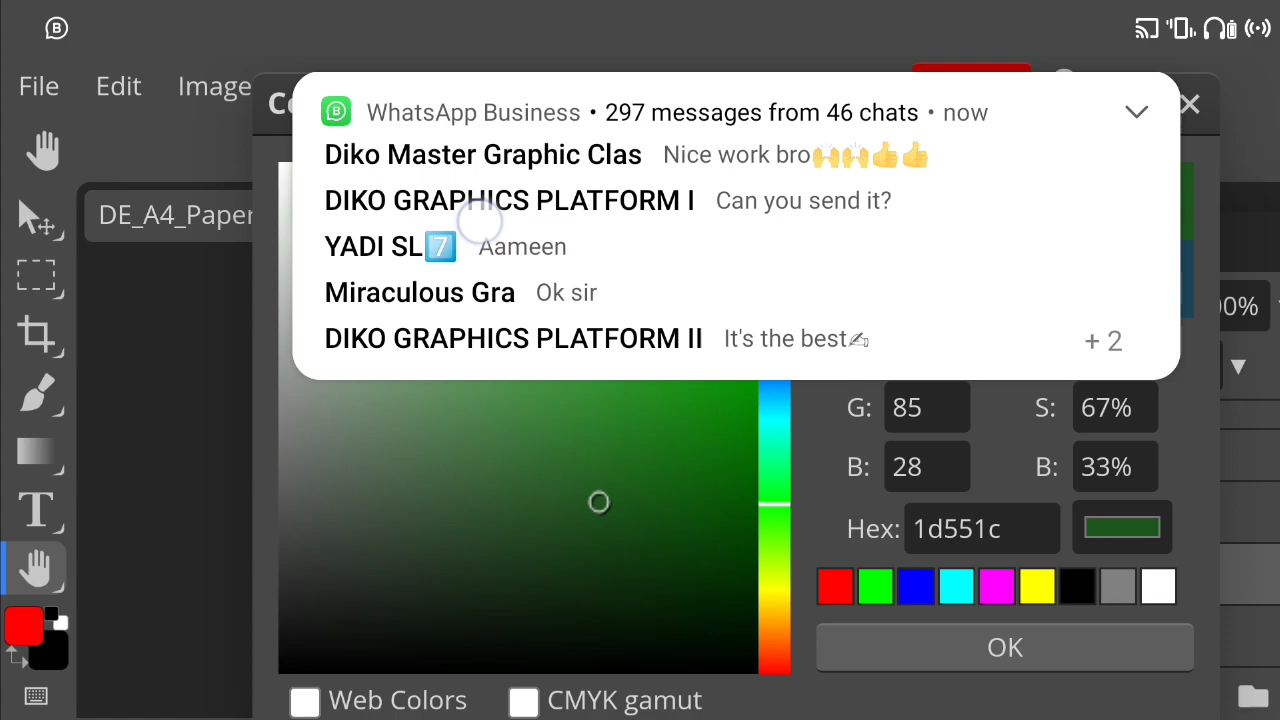 File Edit Image
WhatsApp Business • 297 messages from 46 chats • now
Diko Master Graphic Clas Nice work bro🙌🙌👍👍
DIKO GRAPHICS PLATFORM I Can you send it?
YADI SL7️⃣ Aameen
Miraculous Gra Ok sir
DIKO GRAPHICS PLATFORM II It's the best✍
+ 2
DE_A4_Paper
G: 85 S: 67%
B: 28 B: 33%
Hex: 1d551c
OK
Web Colors CMYK gamut
T